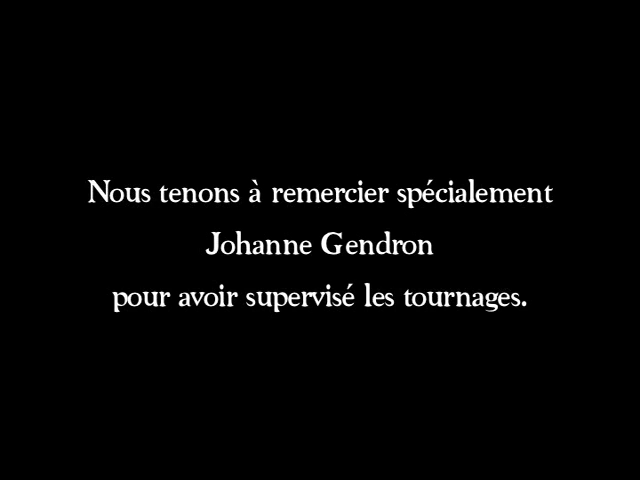 Nous tenons à remercier spécialement
Johanne Gendron
pour avoir supervisé les tournages.